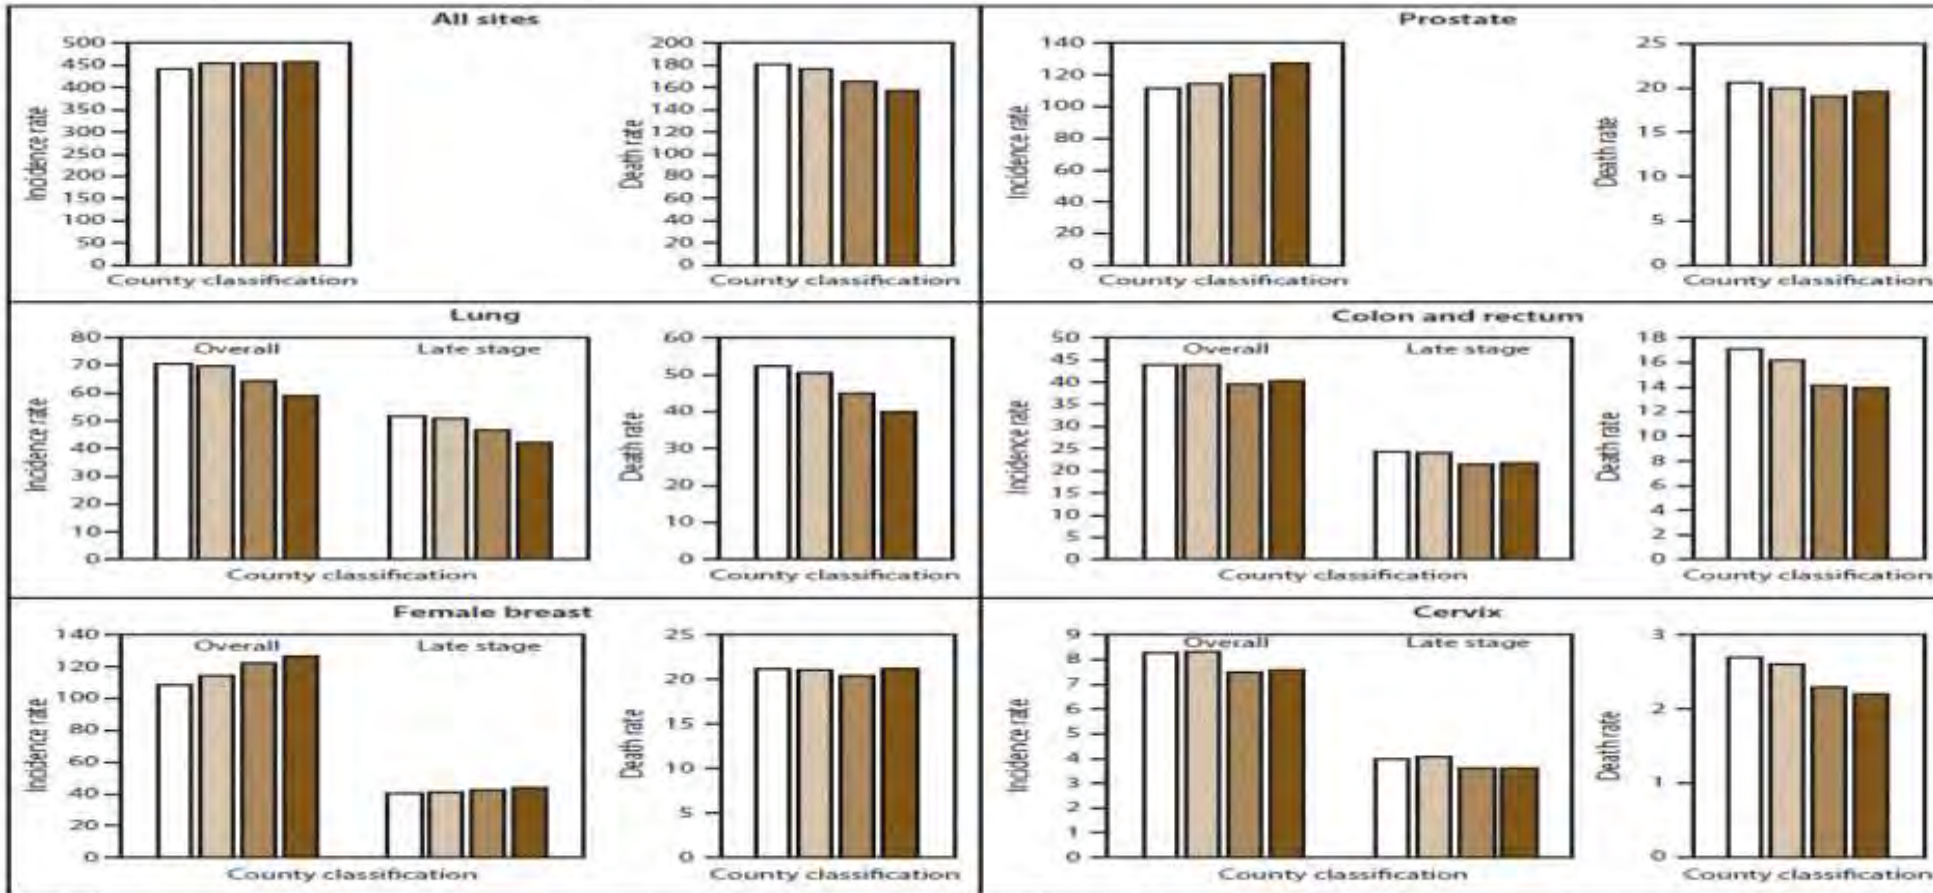 All sites
Incidence rate
500
450
400
350
300
250
200
150
100
50
0
County classification
Death rate
200
180
160
140
120
100
80
60
40
20
0
County classification
Prostate
Incidence rate
140
120
100
80
60
40
20
0
County classification
Death rate
25
20
15
10
5
0
County classification
Lung
Incidence rate
80
70
60
50
40
30
20
10
0
Overall
Late stage
County classification
Death rate
60
50
40
30
20
10
0
County classification
Colon and rectum
Incidence rate
50
45
40
35
30
25
20
15
10
5
0
Overall
Late stage
County classification
Death rate
18
16
14
12
10
8
6
4
2
0
County classification
Female breast
Incidence rate
140
120
100
80
60
40
20
0
Overall
Late stage
County classification
Death rate
25
20
15
10
5
0
County classification
Cervix
Incidence rate
9
8
7
6
5
4
3
2
1
0
Overall
Late stage
County classification
Death rate
3
2
1
0
County classification